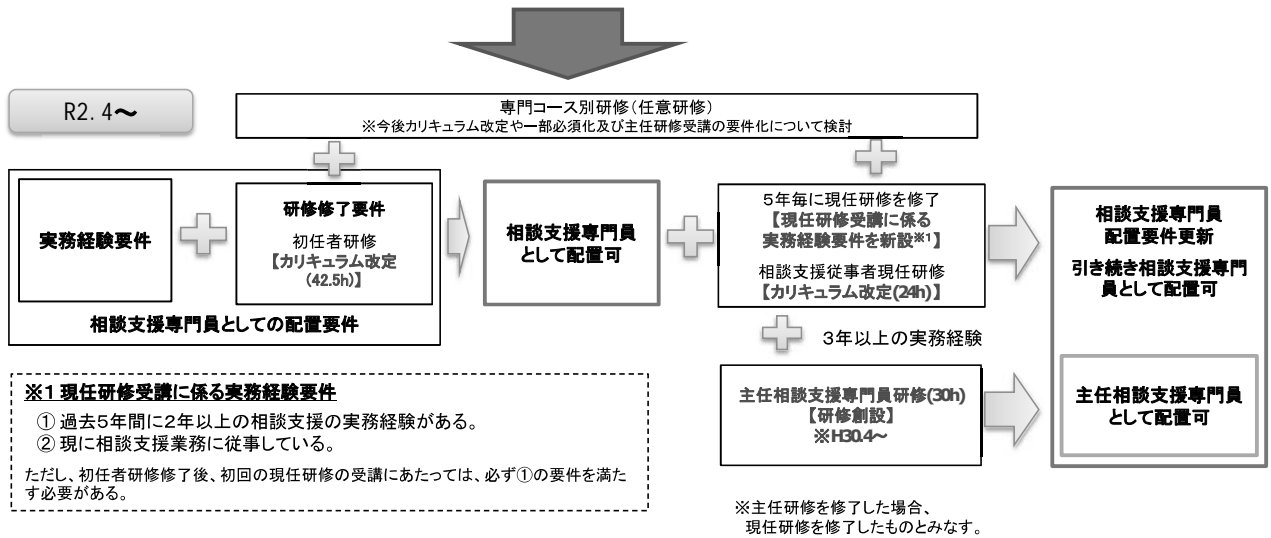 R2.4～
専門コース別研修(任意研修)
※今後カリキュラム改定や一部必須化及び主任研修受講の要件化について検討
実務経験要件
研修修了要件
初任者研修
【カリキュラム改定
(42.5h)】
相談支援専門員としての配置要件
相談支援専門員
として配置可
5年毎に現任研修を修了
【現任研修受講に係る
実務経験要件を新設※1】
相談支援従事者現任研修
【カリキュラム改定(24h)】
3年以上の実務経験
主任相談支援専門員研修(30h)
【研修創設】
※H30.4～
相談支援専門員
配置要件更新
引き続き相談支援専門
員として配置可
主任相談支援専門員
として配置可
※1 現任研修受講に係る実務経験要件
① 過去5年間に2年以上の相談支援の実務経験がある。
② 現に相談支援業務に従事している。
ただし、初任者研修修了後、初回の現任研修の受講にあたっては、必ず①の要件を満た
す必要がある。
※主任研修を修了した場合、
現任研修を修了したものとみなす。